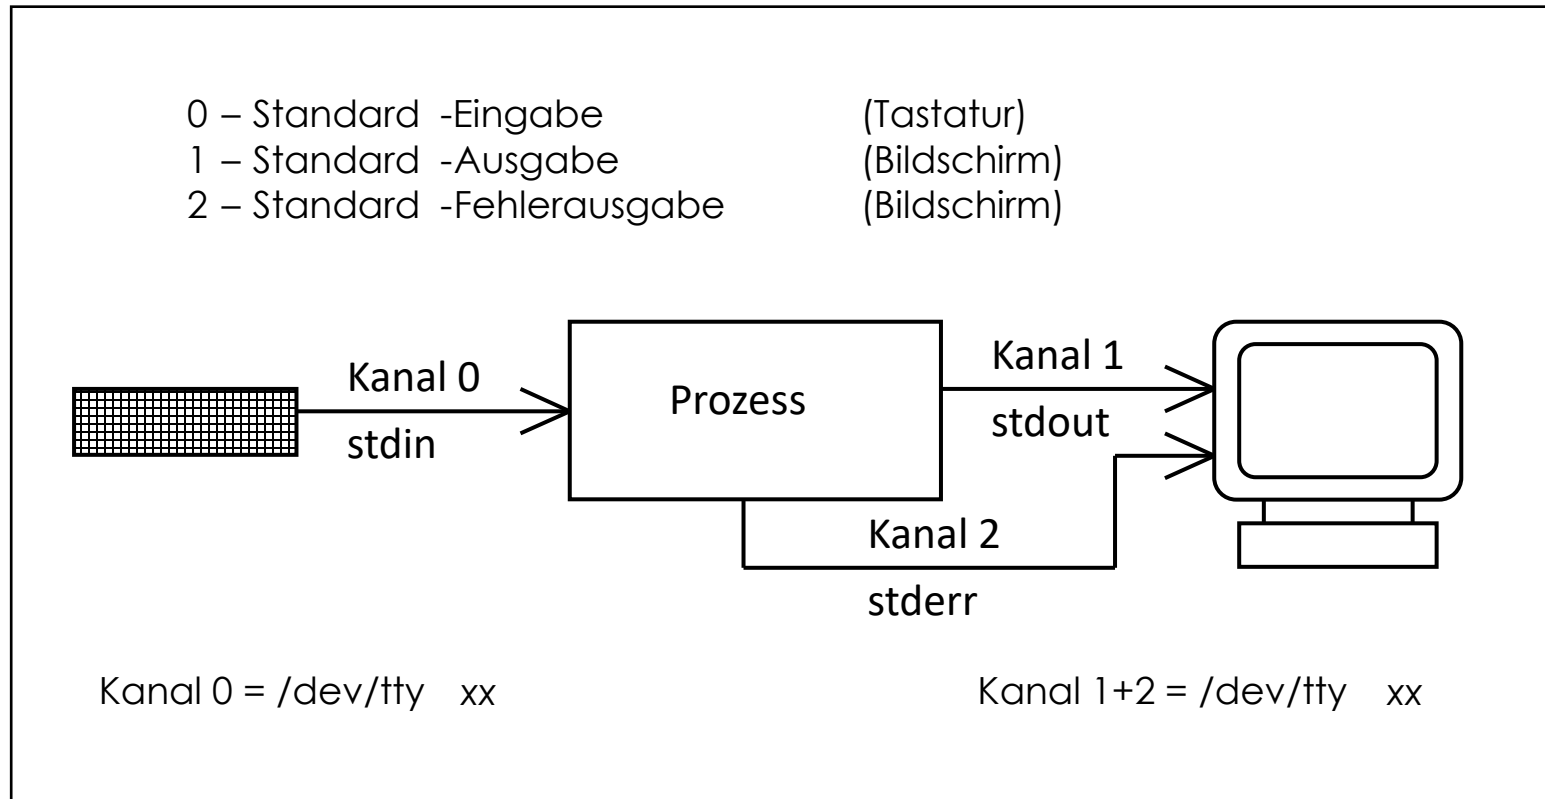 0 – Standard -Eingabe (Tastatur)
1 – Standard -Ausgabe (Bildschirm)
2 – Standard -Fehlerausgabe (Bildschirm)
Kanal 0
stdin
Prozess
Kanal 1
stdout
Kanal 2
stderr
Kanal 0 = /dev/tty xx
Kanal 1+2 = /dev/tty xx